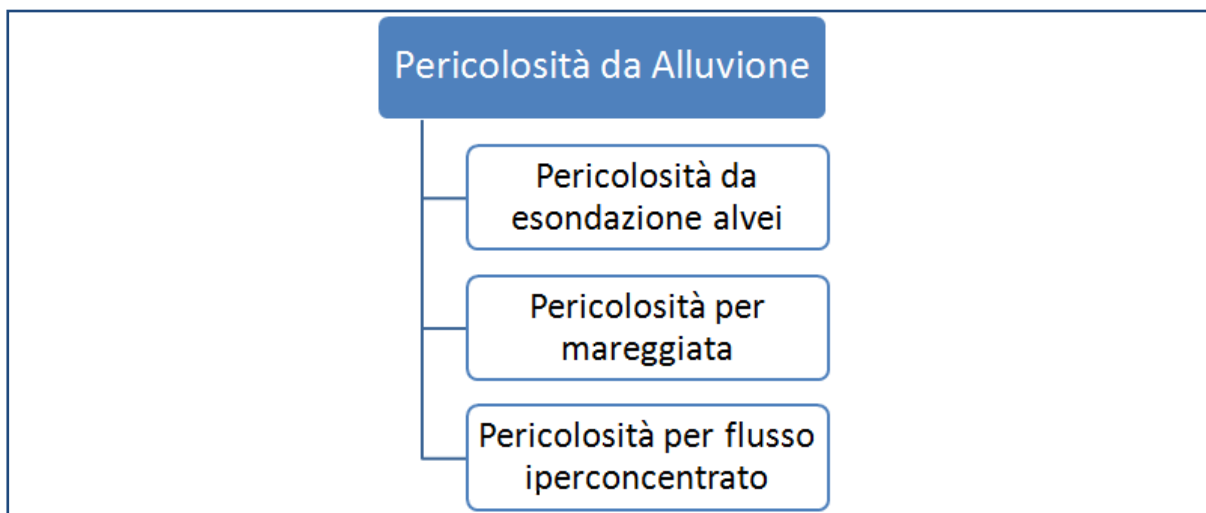 Pericolosità da Alluvione
Pericolosità da
esondazione alvei
Pericolosità per
mareggiata
Pericolosità per flusso
iperconcentrato